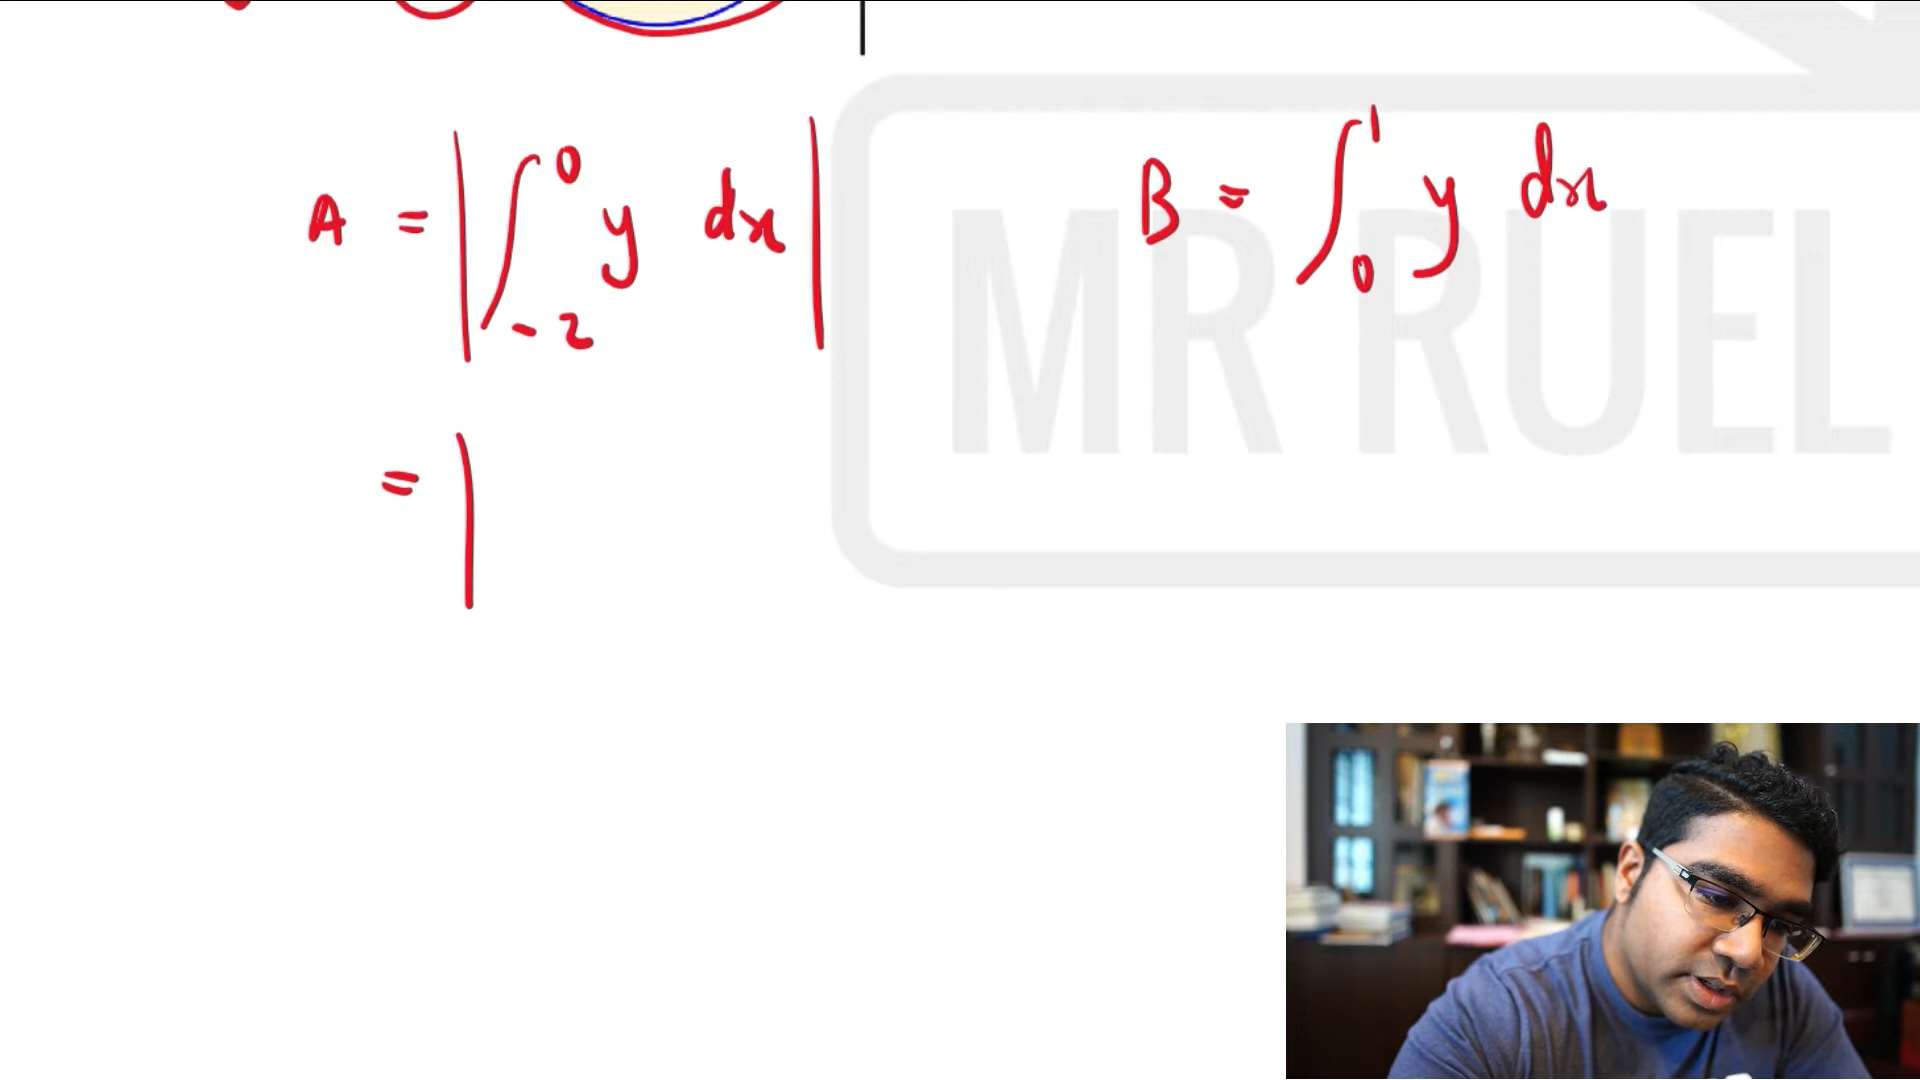 A = | ∫₋₂⁰ y dx |
B = ∫₀¹ y dx
= |
MR RUEL